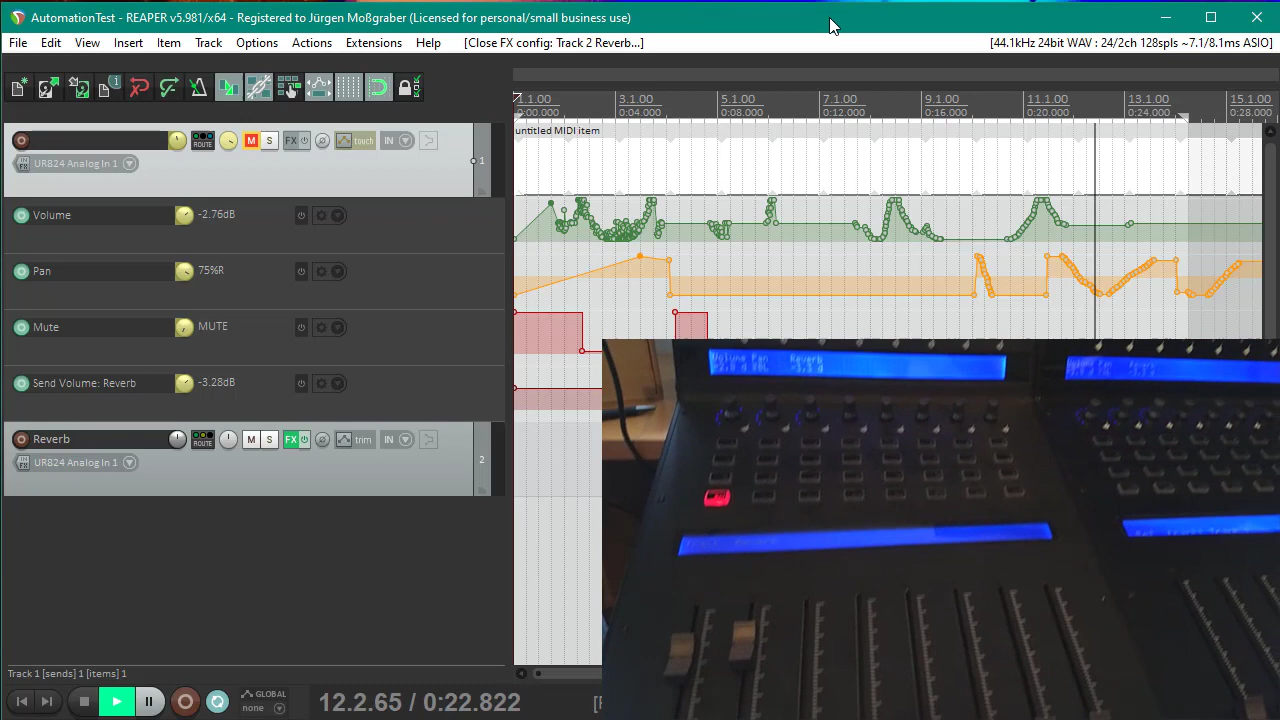 AutomationTest - REAPER v5.981/x64 - Registered to Jürgen Moßgraber (Licensed for personal/small business use)
File Edit View Insert Item Track Options Actions Extensions Help [Close FX config: Track 2 Reverb...] [44.1kHz 24bit WAV : 24/2ch 128spls ~7.1/8.1ms ASIO]
1.1.00 3.1.00 5.1.00 7.1.00 9.1.00 11.1.00 13.1.00 15.1.00
0:00.000 0:04.000 0:08.000 0:12.000 0:16.000 0:20.000 0:24.000 0:28.000
untitled MIDI item
ROUTE M S FX touch IN
IN FX UR824 Analog In 1
1
Volume -2.76dB
Pan 75%R
Mute MUTE
Send Volume: Reverb -3.28dB
Reverb ROUTE M S FX trim IN
IN FX UR824 Analog In 1
2
Volume Pan Reverb
Track 1 [sends] 1 [items] 1
GLOBAL
none
12.2.65 / 0:22.822